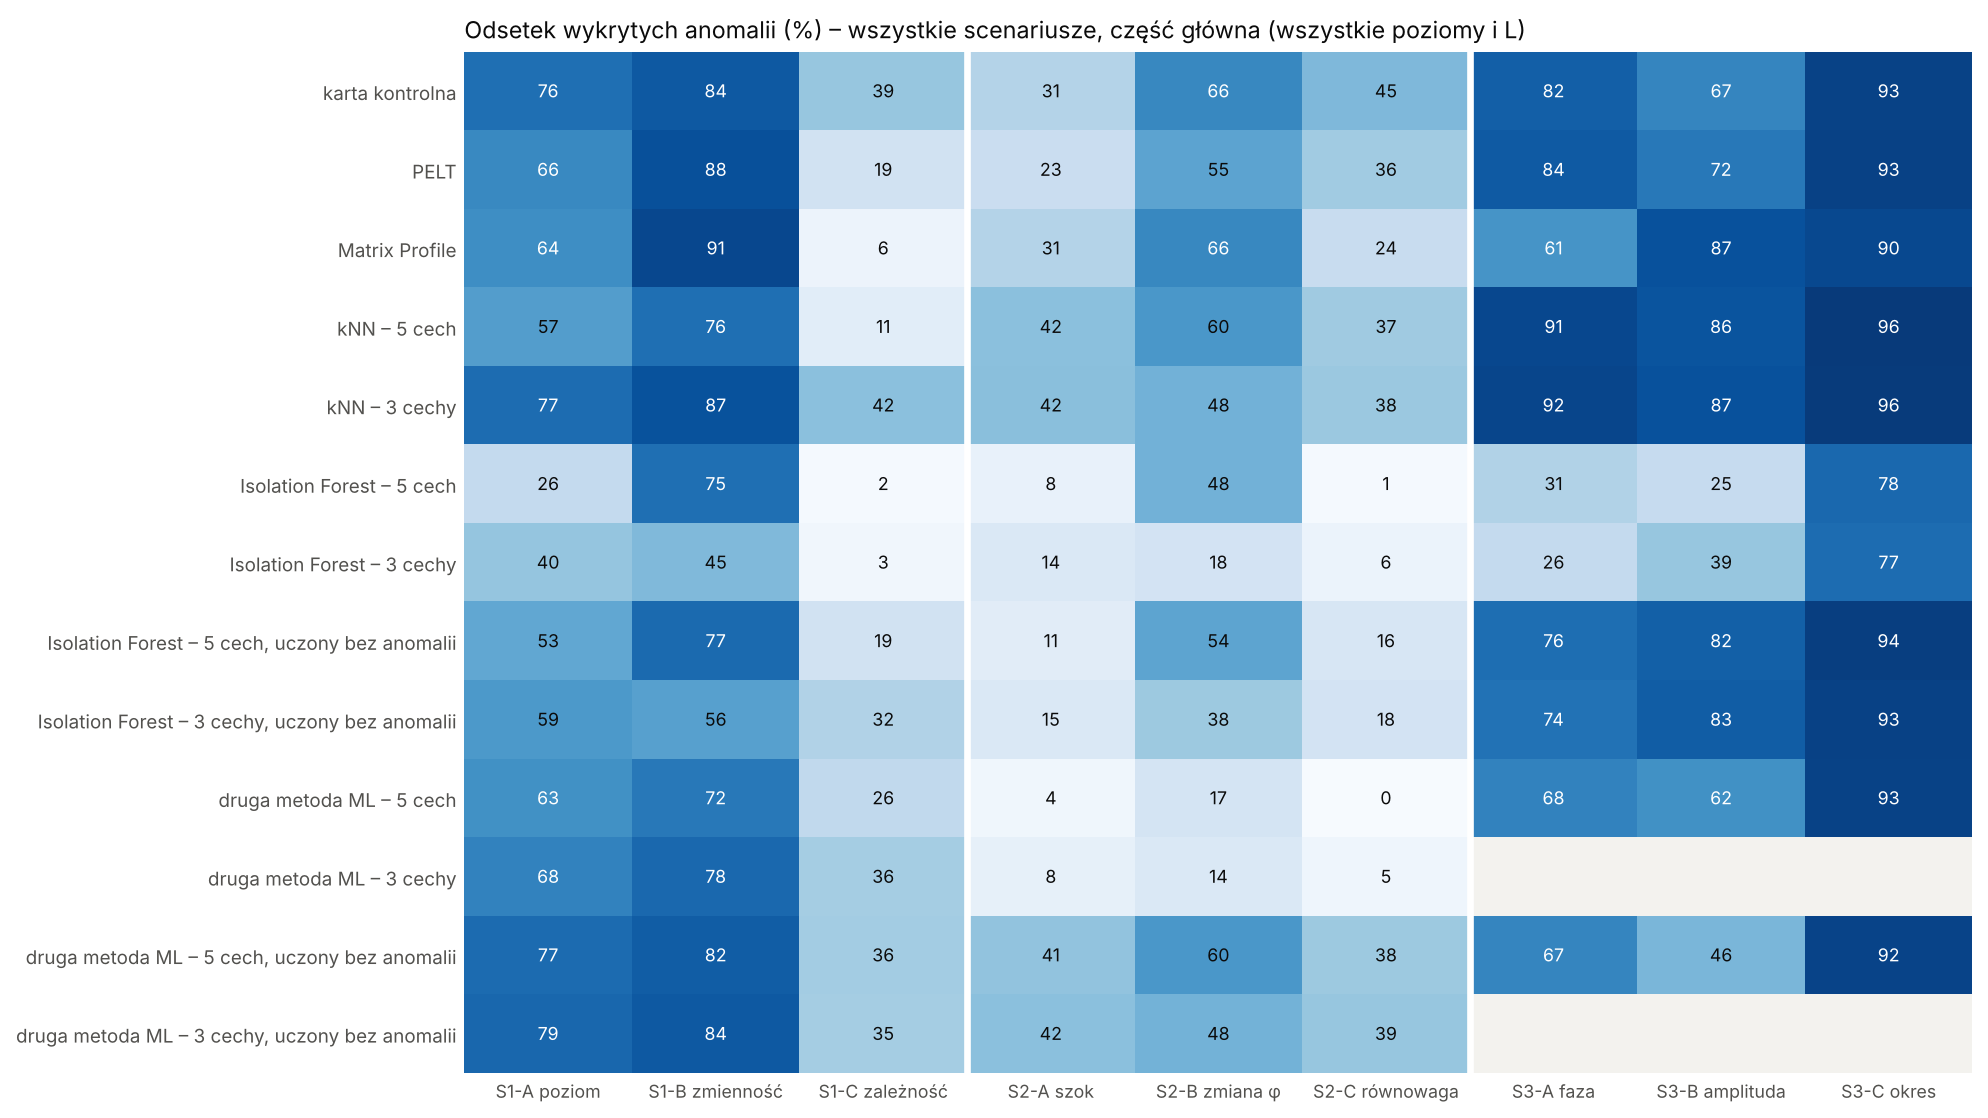 Odsetek wykrytych anomalii (%) – wszystkie scenariusze, część główna (wszystkie poziomy i L)
karta kontrolna 76 84 39 31 66 45 82 67 93
PELT 66 88 19 23 55 36 84 72 93
Matrix Profile 64 91 6 31 66 24 61 87 90
kNN – 5 cech 57 76 11 42 60 37 91 86 96
kNN – 3 cechy 77 87 42 42 48 38 92 87 96
Isolation Forest – 5 cech 26 75 2 8 48 1 31 25 78
Isolation Forest – 3 cechy 40 45 3 14 18 6 26 39 77
Isolation Forest – 5 cech, uczony bez anomalii 53 77 19 11 54 16 76 82 94
Isolation Forest – 3 cechy, uczony bez anomalii 59 56 32 15 38 18 74 83 93
druga metoda ML – 5 cech 63 72 26 4 17 0 68 62 93
druga metoda ML – 3 cechy 68 78 36 8 14 5
druga metoda ML – 5 cech, uczony bez anomalii 77 82 36 41 60 38 67 46 92
druga metoda ML – 3 cechy, uczony bez anomalii 79 84 35 42 48 39
S1-A poziom S1-B zmienność S1-C zależność S2-A szok S2-B zmiana φ S2-C równowaga S3-A faza S3-B amplituda S3-C okres